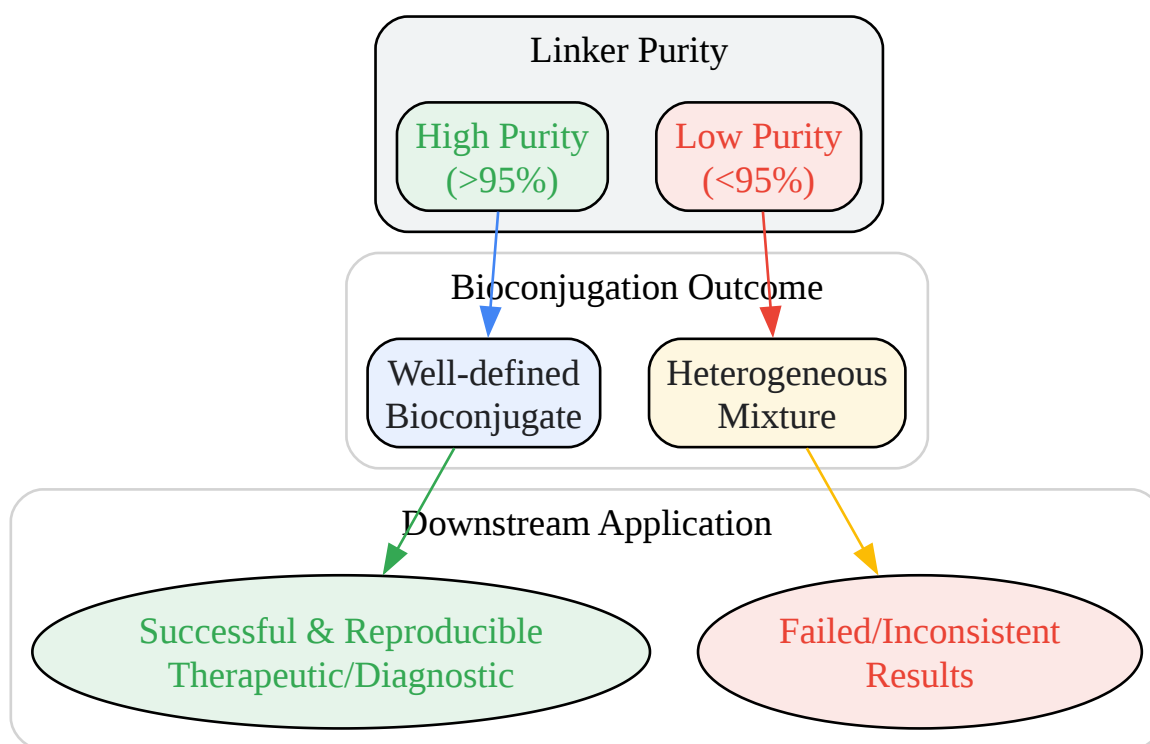 Linker Purity
High Purity
(>95%)
Low Purity
(<95%)
Bioconjugation Outcome
Well-defined
Bioconjugate
Heterogeneous
Mixture
Downstream Application
Successful & Reproducible
Therapeutic/Diagnostic
Failed/Inconsistent
Results